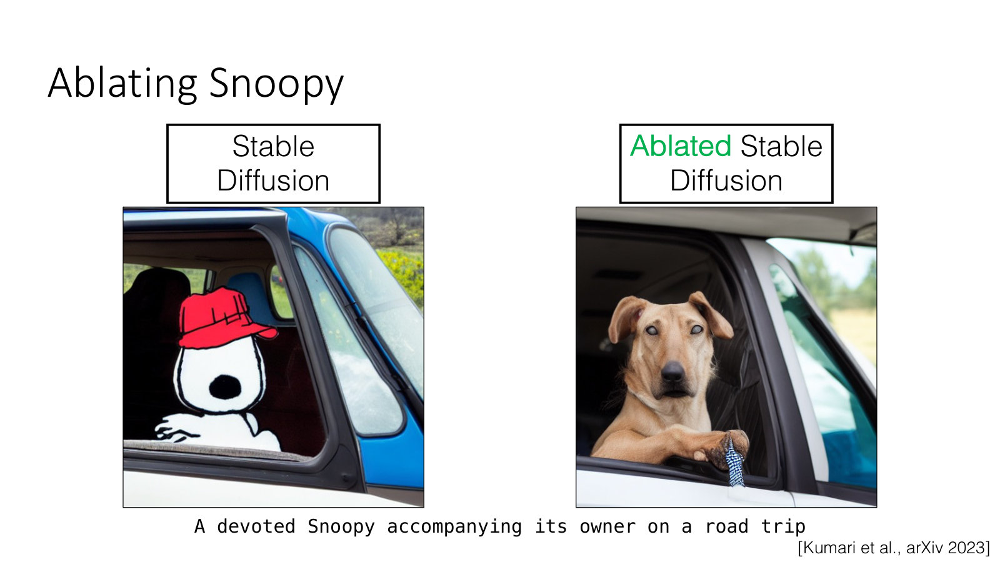 Ablating Snoopy
Stable
Diffusion
Ablated Stable
Diffusion
A devoted Snoopy accompanying its owner on a road trip
[Kumari et al., arXiv 2023]